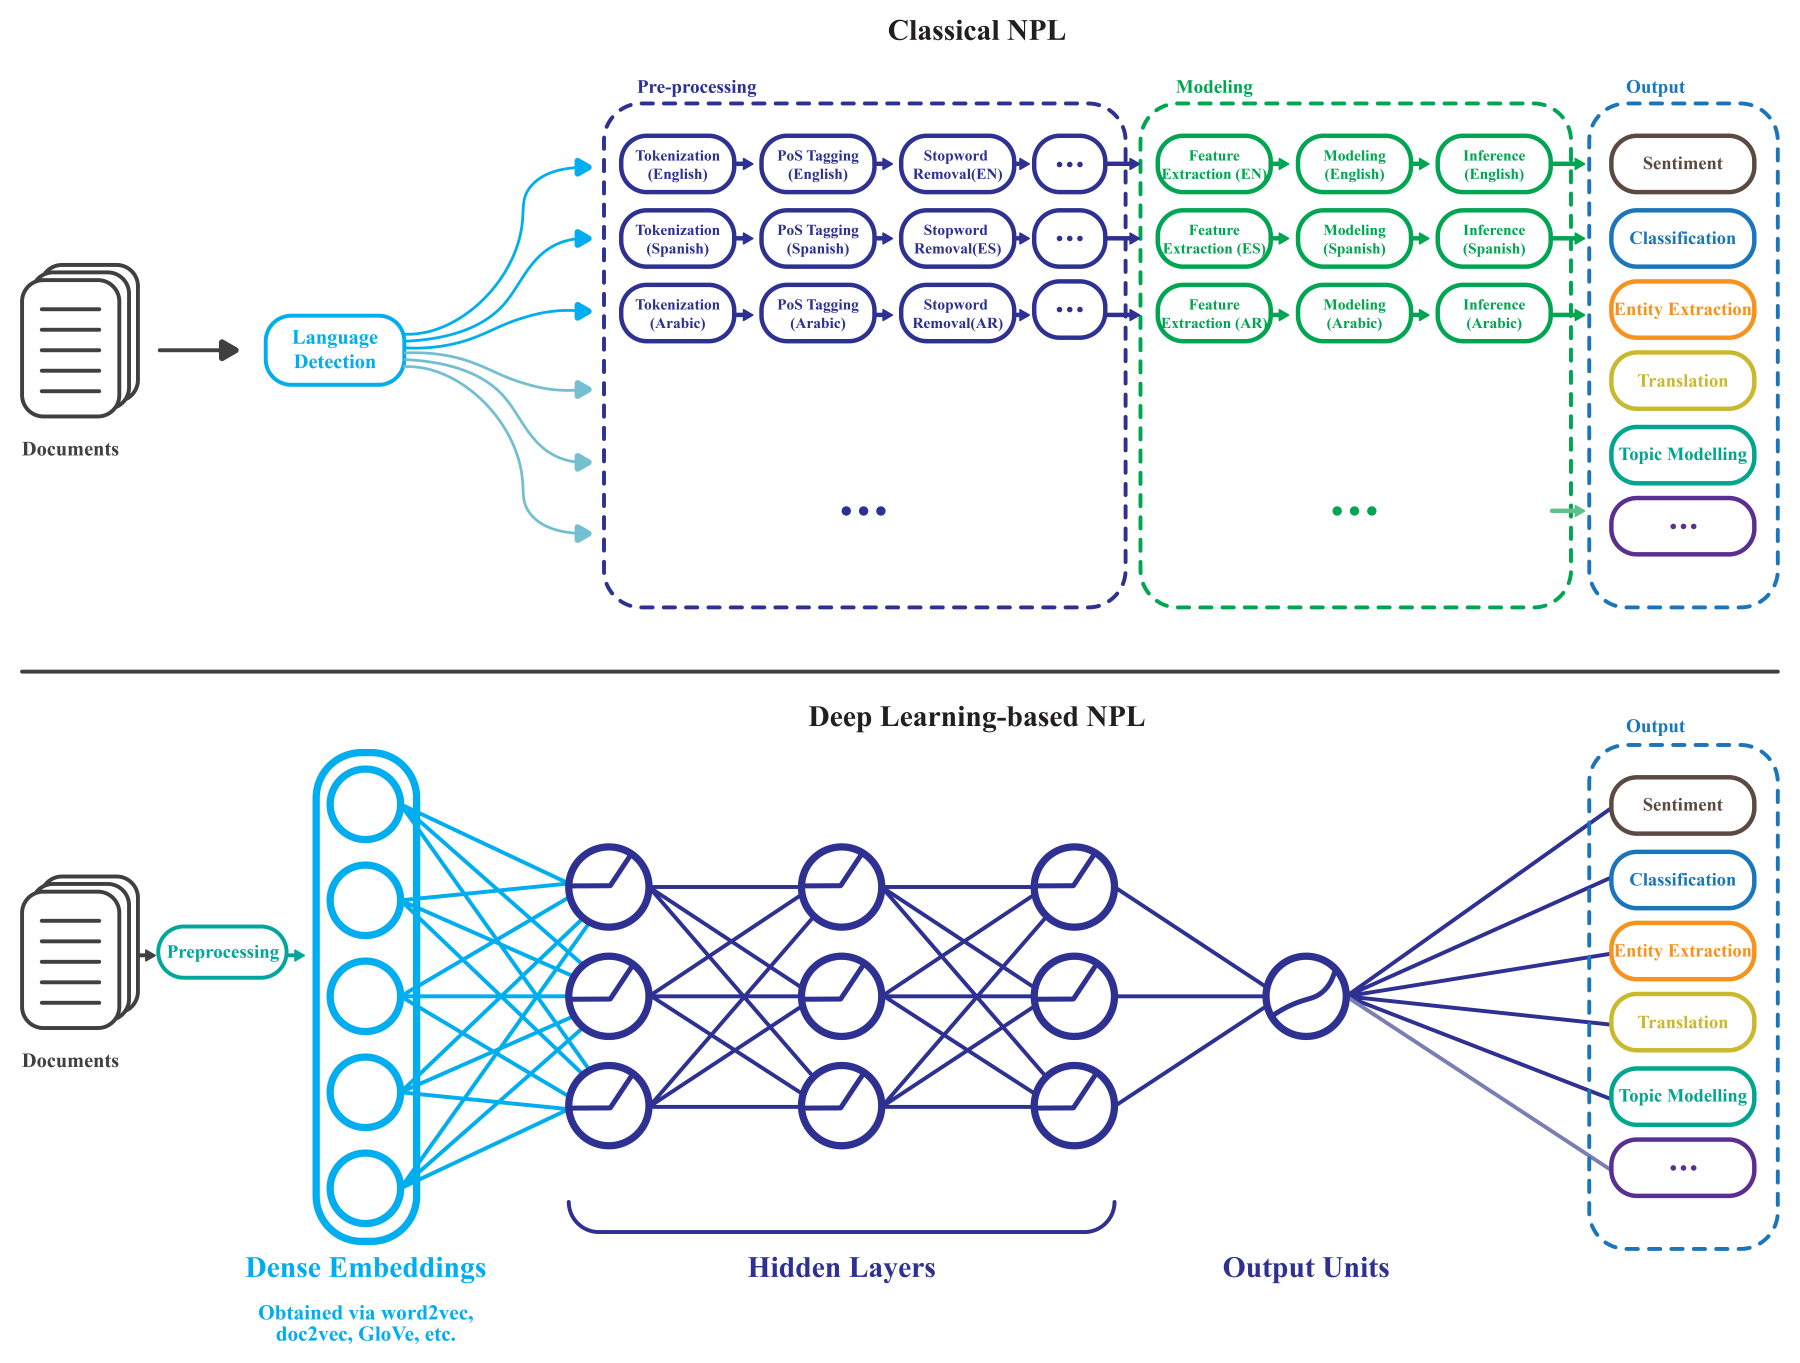 Classical NPL
Pre-processing
Modeling
Output
Tokenization
(English)
PoS Tagging
(English)
Stopword
Removal(EN)
...
Feature
Extraction (EN)
Modeling
(English)
Inference
(English)
Sentiment
Tokenization
(Spanish)
PoS Tagging
(Spanish)
Stopword
Removal(ES)
...
Feature
Extraction (ES)
Modeling
(Spanish)
Inference
(Spanish)
Classification
Tokenization
(Arabic)
PoS Tagging
(Arabic)
Stopword
Removal(AR)
...
Feature
Extraction (AR)
Modeling
(Arabic)
Inference
(Arabic)
Entity Extraction
Language
Detection
Translation
Documents
Topic Modelling
...
...
...
Deep Learning-based NPL
Output
Sentiment
Classification
Preprocessing
Entity Extraction
Translation
Documents
Topic Modelling
...
Dense Embeddings
Hidden Layers
Output Units
Obtained via word2vec,
doc2vec, GloVe, etc.